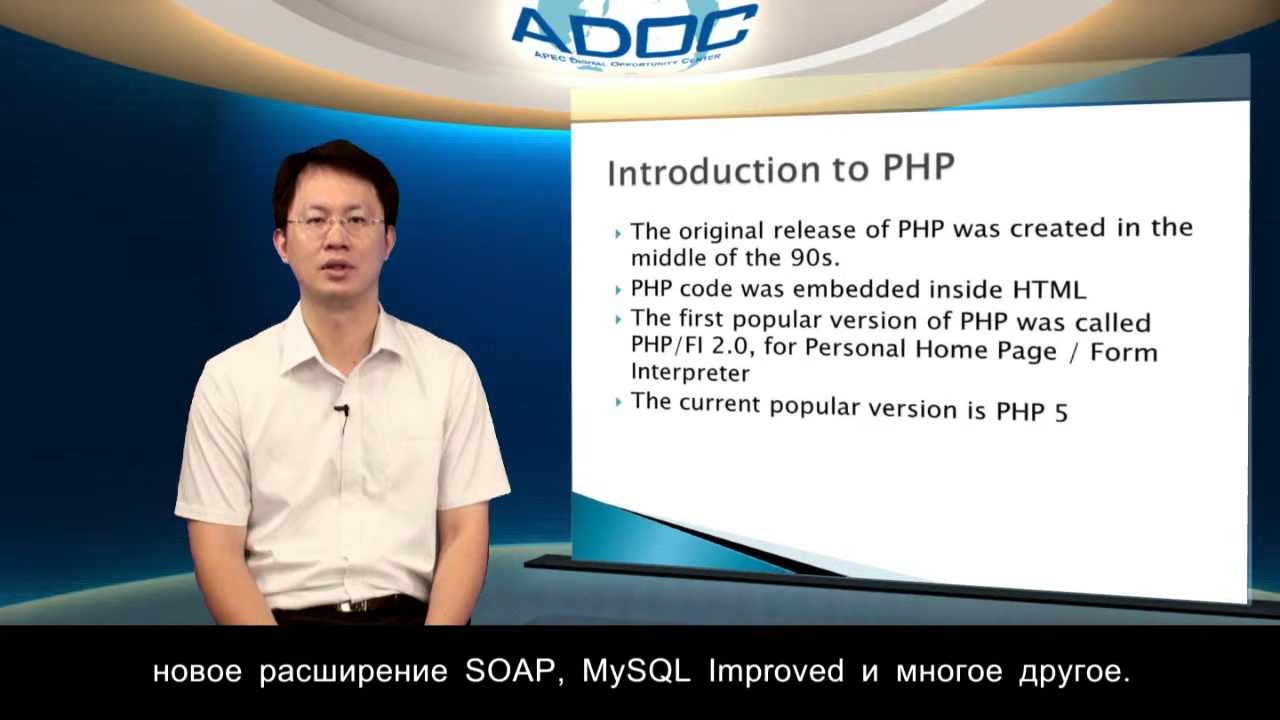 ADOC
APEC DIGITAL OPPORTUNITY CENTER
Introduction to PHP
The original release of PHP was created in the
middle of the 90s.
PHP code was embedded inside HTML
The first popular version of PHP was called
PHP/FI 2.0, for Personal Home Page / Form
Interpreter
The current popular version is PHP 5
новое расширение SOAP, MySQL Improved и многое другое.